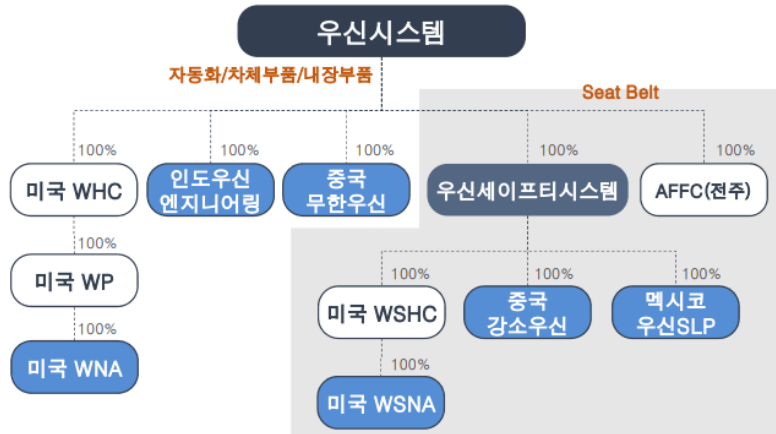 우신시스템
자동화/차체부품/내장부품
Seat Belt
100%
100%
100%
100%
100%
미국 WHC
인도우신
엔지니어링
중국
무한우신
우신세이프티시스템
AFFC(전주)
100%
미국 WP
100%
100%
100%
미국 WSHC
중국
강소우신
멕시코
우신SLP
100%
미국 WNA
100%
미국 WSNA